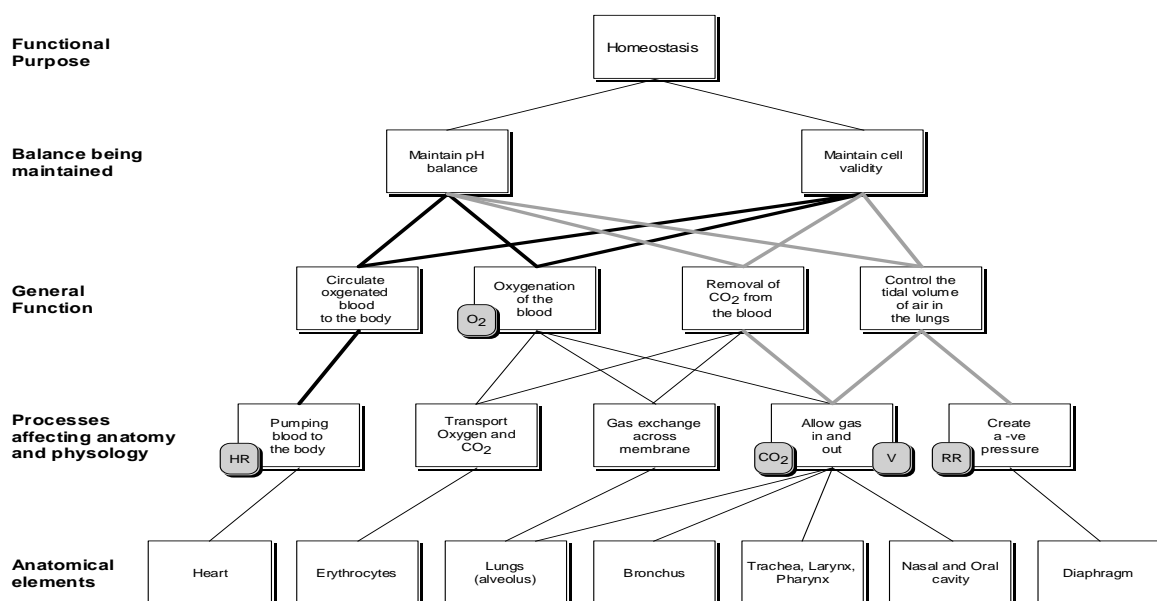 Functional
Purpose
Homeostasis
Balance being
maintained
Maintain pH
balance
Maintain cell
validity
General
Function
Circulate
oxgenated
blood
to the body
Oxygenation
of the
blood
O2
Removal of
CO2 from
the blood
Control the
tidal volume
of air in
the lungs
Processes
affecting anatomy
and physiology
Pumping
blood to
the body
HR
Transport
Oxygen and
CO2
Gas exchange
across
membrane
Allow gas
in and
out
CO2
V
Create
a -ve
pressure
RR
Anatomical
elements
Heart
Erythrocytes
Lungs
(alveolus)
Bronchus
Trachea, Larynx,
Pharynx
Nasal and Oral
cavity
Diaphragm